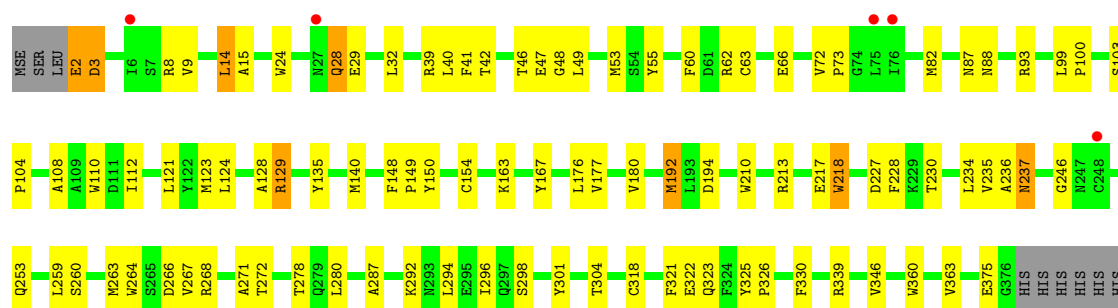 MSE SER LEU E2 D3 I6 S7 R8 V9 L14 A15 W24 N27 Q28 E29 L32 R39 L40 F41 T42 T46 E47 G48 L49 M53 S54 Y55 F60 D61 R62 C63 E66 V72 P73 G74 L75 I76 M82 N87 N88 R93 L99 P100
P104 A108 A109 W110 D111 I112 L121 Y122 M123 L124 A128 R129 Y135 M140 F148 P149 Y150 C154 K163 Y167 L176 V177 V180 M192 L193 D194 W210 R213 E217 W218 D227 F228 K229 T230 L234 V235 A236 N237 G246 N247 C248
Q253 L259 S260 M263 W264 S265 D266 V267 R268 A271 T272 T278 Q279 L280 A287 K292 N293 L294 E295 I296 Q297 S298 Y301 T304 C318 F321 E322 Q323 F324 Y325 P326 F330 R339 V346 W360 V363 E375 G376 HIS HIS HIS HIS HIS HIS